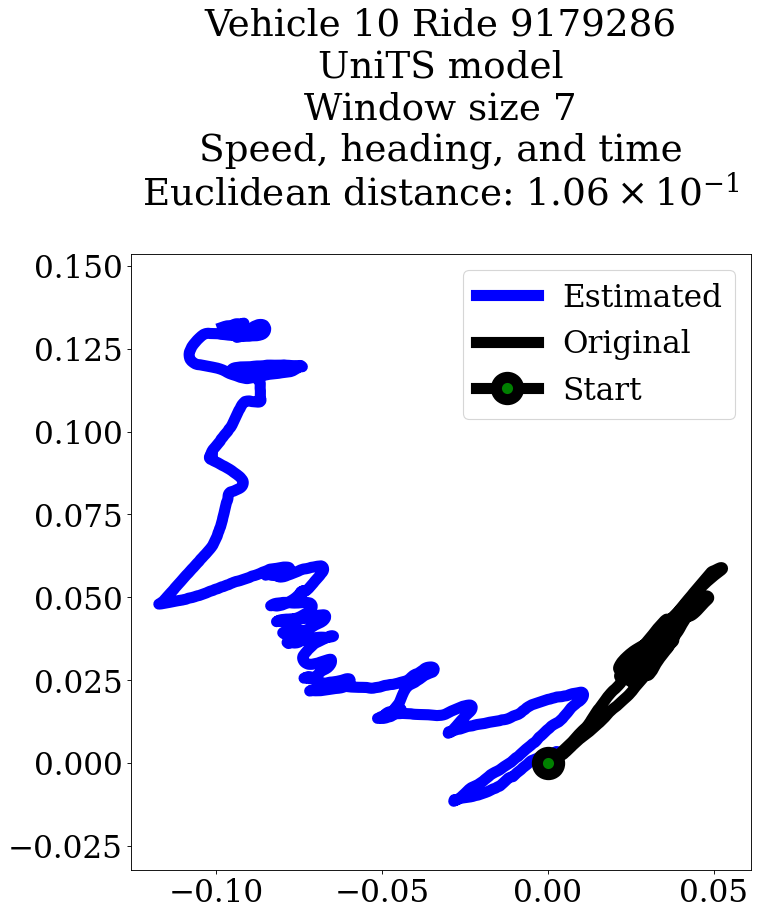 Vehicle 10 Ride 9179286
UniTS model
Window size 7
Speed, heading, and time
Euclidean distance: 1.06 × 10⁻¹
0.150
0.125
0.100
0.075
0.050
0.025
0.000
−0.025
Estimated
Original
Start
−0.10
−0.05
0.00
0.05